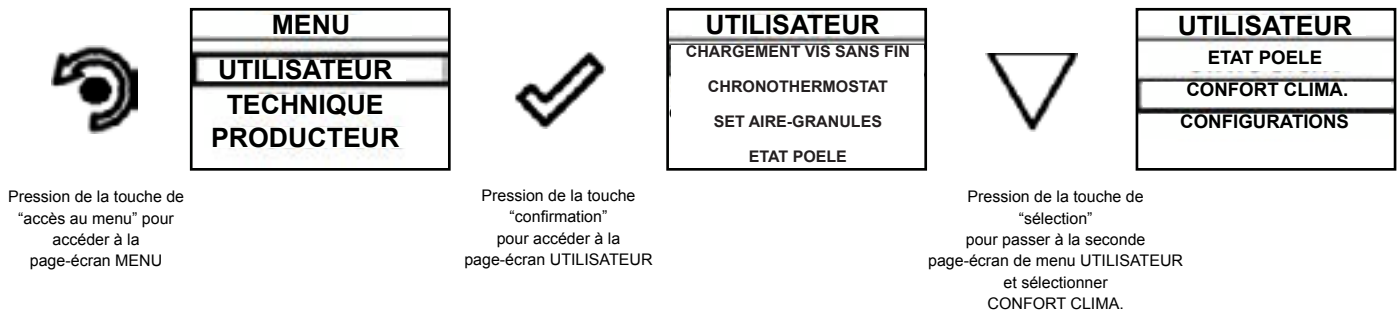 MENU
UTILISATEUR
TECHNIQUE
PRODUCTEUR
Pression de la touche de
“accès au menu” pour
accéder à la
page-écran MENU
Pression de la touche
“confirmation”
pour accéder à la
page-écran UTILISATEUR
UTILISATEUR
CHARGEMENT VIS SANS FIN
CHRONOTHERMOSTAT
SET AIRE-GRANULES
ETAT POELE
Pression de la touche de
“sélection”
pour passer à la seconde
page-écran de menu UTILISATEUR
et sélectionner
CONFORT CLIMA.
UTILISATEUR
ETAT POELE
CONFORT CLIMA.
CONFIGURATIONS